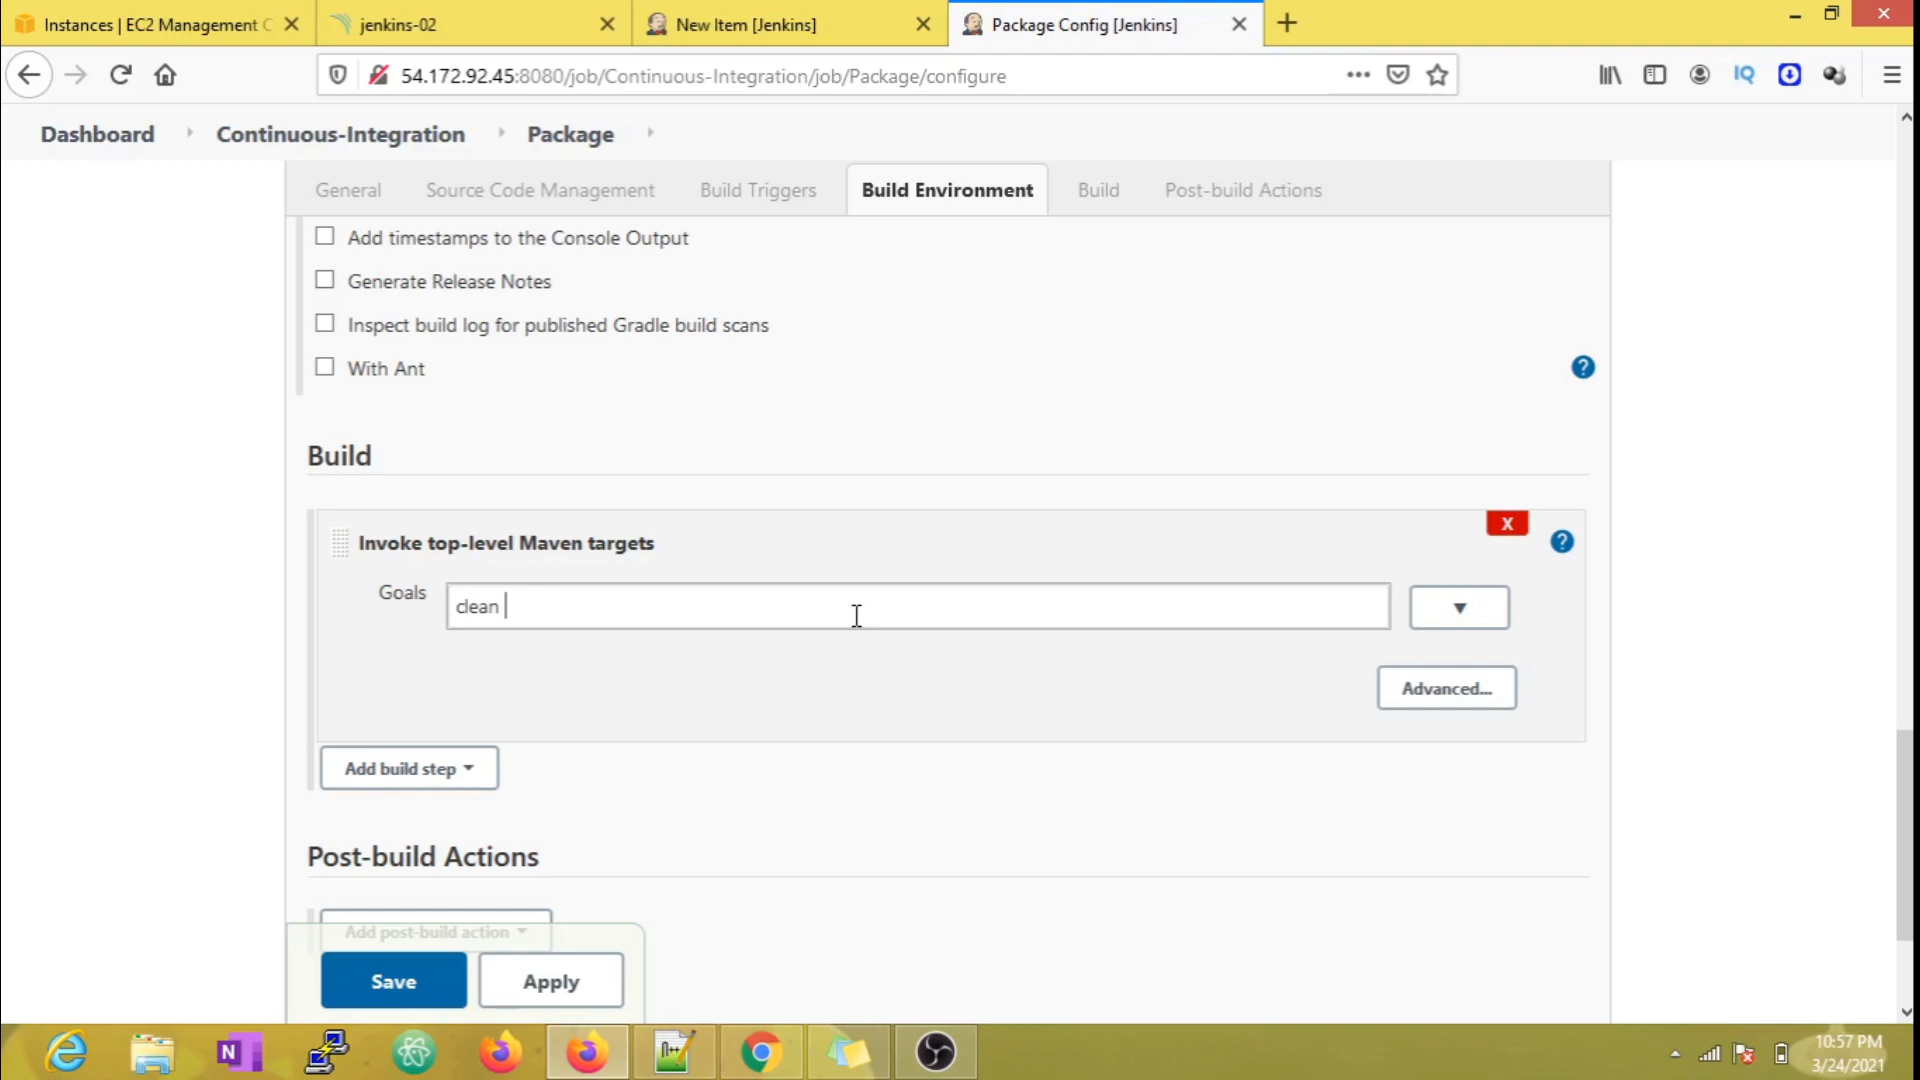 Instances | EC2 Management C
jenkins-02
New Item [Jenkins]
Package Config [Jenkins]
54.172.92.45:8080/job/Continuous-Integration/job/Package/configure
IQ
Dashboard
Continuous-Integration
Package
General
Source Code Management
Build Triggers
Build Environment
Build
Post-build Actions
Add timestamps to the Console Output
Generate Release Notes
Inspect build log for published Gradle build scans
With Ant
?
Build
X
Invoke top-level Maven targets
?
Goals
clean
Advanced...
Add build step
Post-build Actions
Add post-build action
Save
Apply
N
10:57 PM
3/24/2021